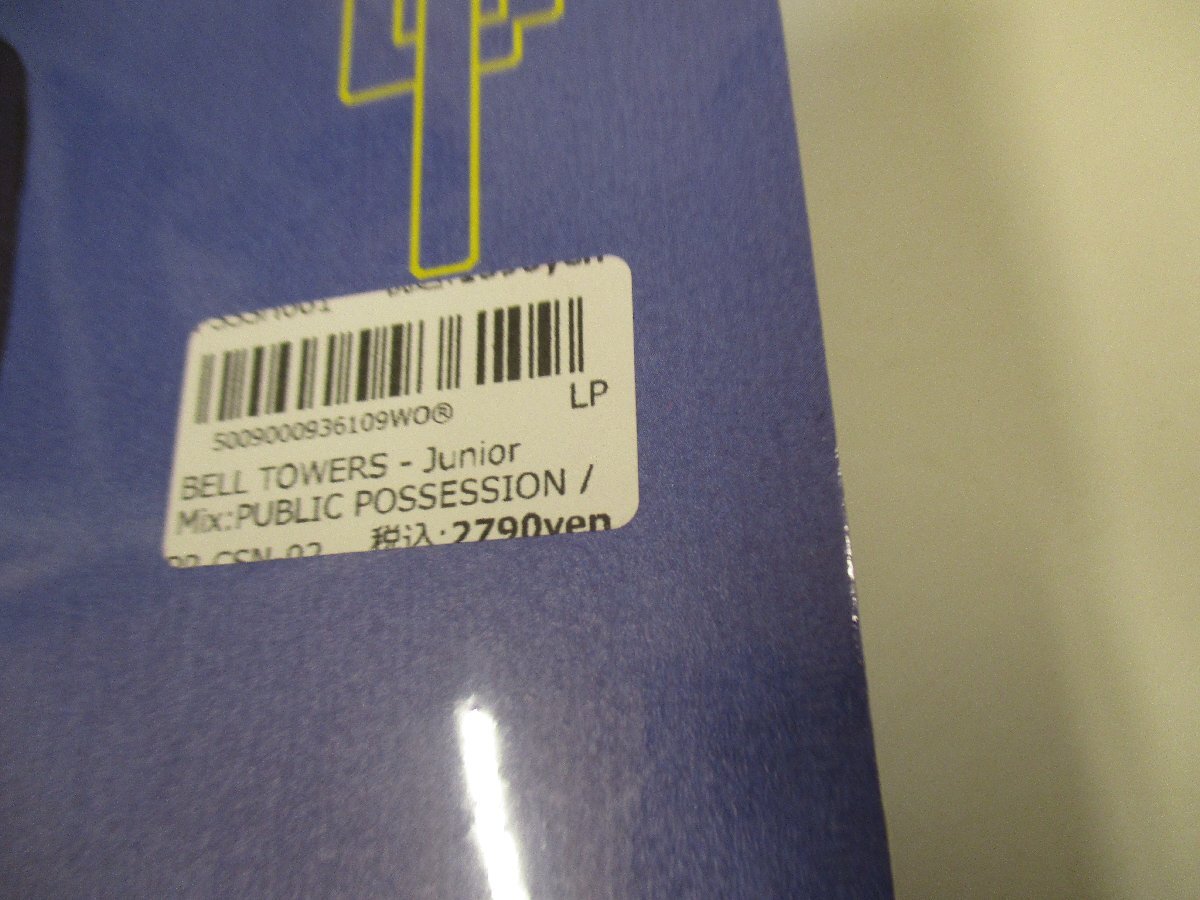 LP
5009000936109WO®
BELL TOWERS - Junior
Mix:PUBLIC POSSESSION /
税込:2790yen